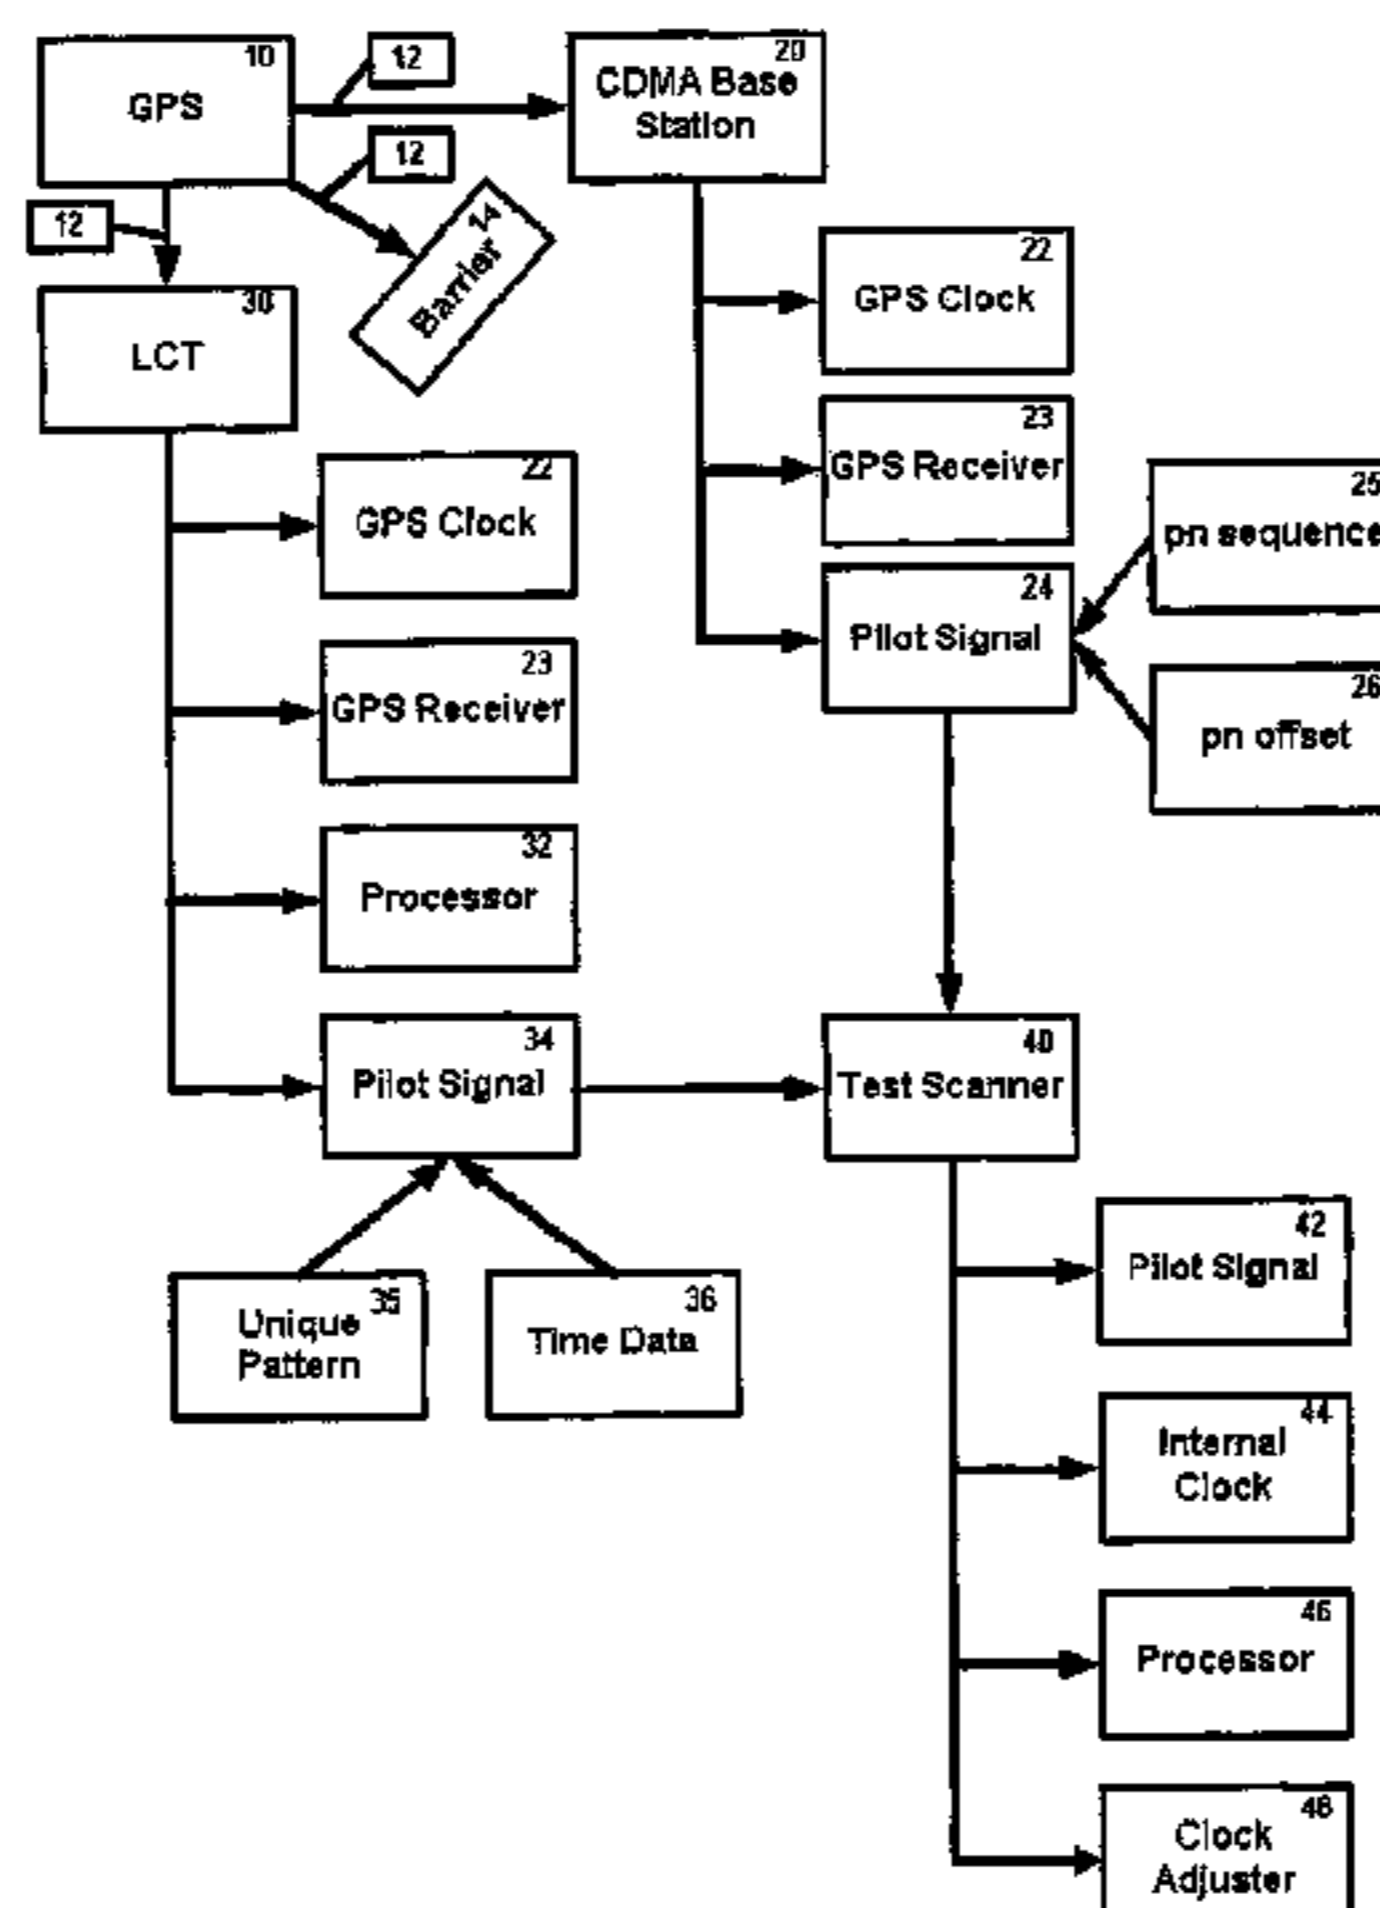 10
GPS
12
20
CDMA Base
Station
12
12
14
Barrier
30
LCT
22
GPS Clock
23
GPS Receiver
25
pn sequence
24
Pilot Signal
26
pn offset
22
GPS Clock
23
GPS Receiver
32
Processor
34
Pilot Signal
40
Test Scanner
35
Unique
Pattern
36
Time Data
42
Pilot Signal
44
Internal
Clock
46
Processor
48
Clock
Adjuster